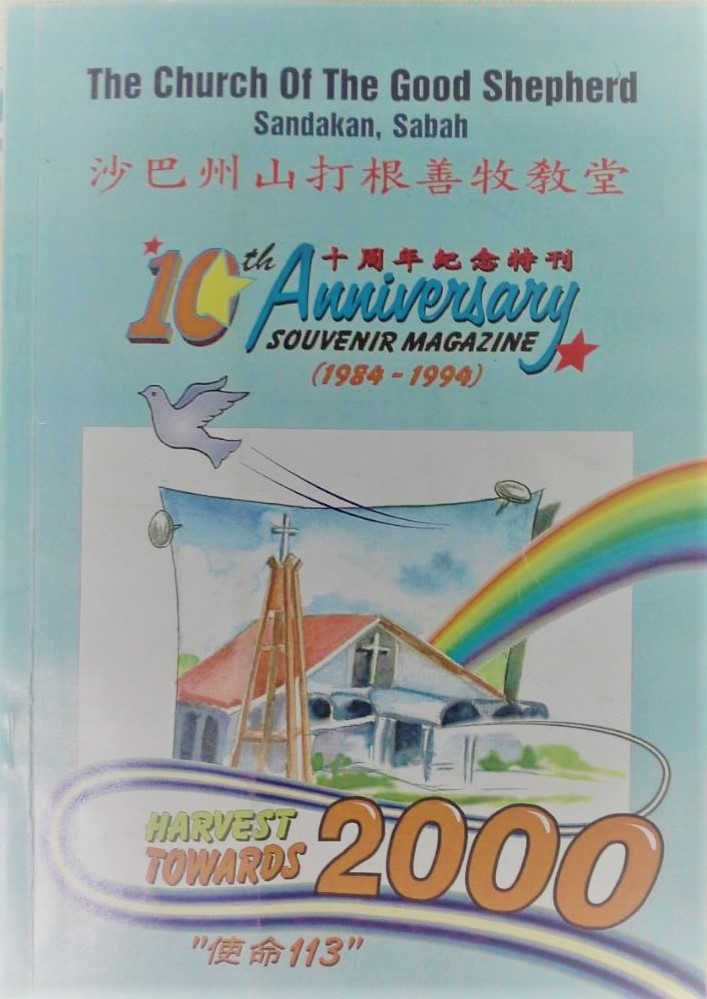 The Church Of The Good Shepherd
Sandakan, Sabah
沙巴州山打根善牧教堂
10th Anniversary
十周年紀念特刊
SOUVENIR MAGAZINE
(1984 - 1994)
HARVEST
TOWARDS 2000
"使命113"